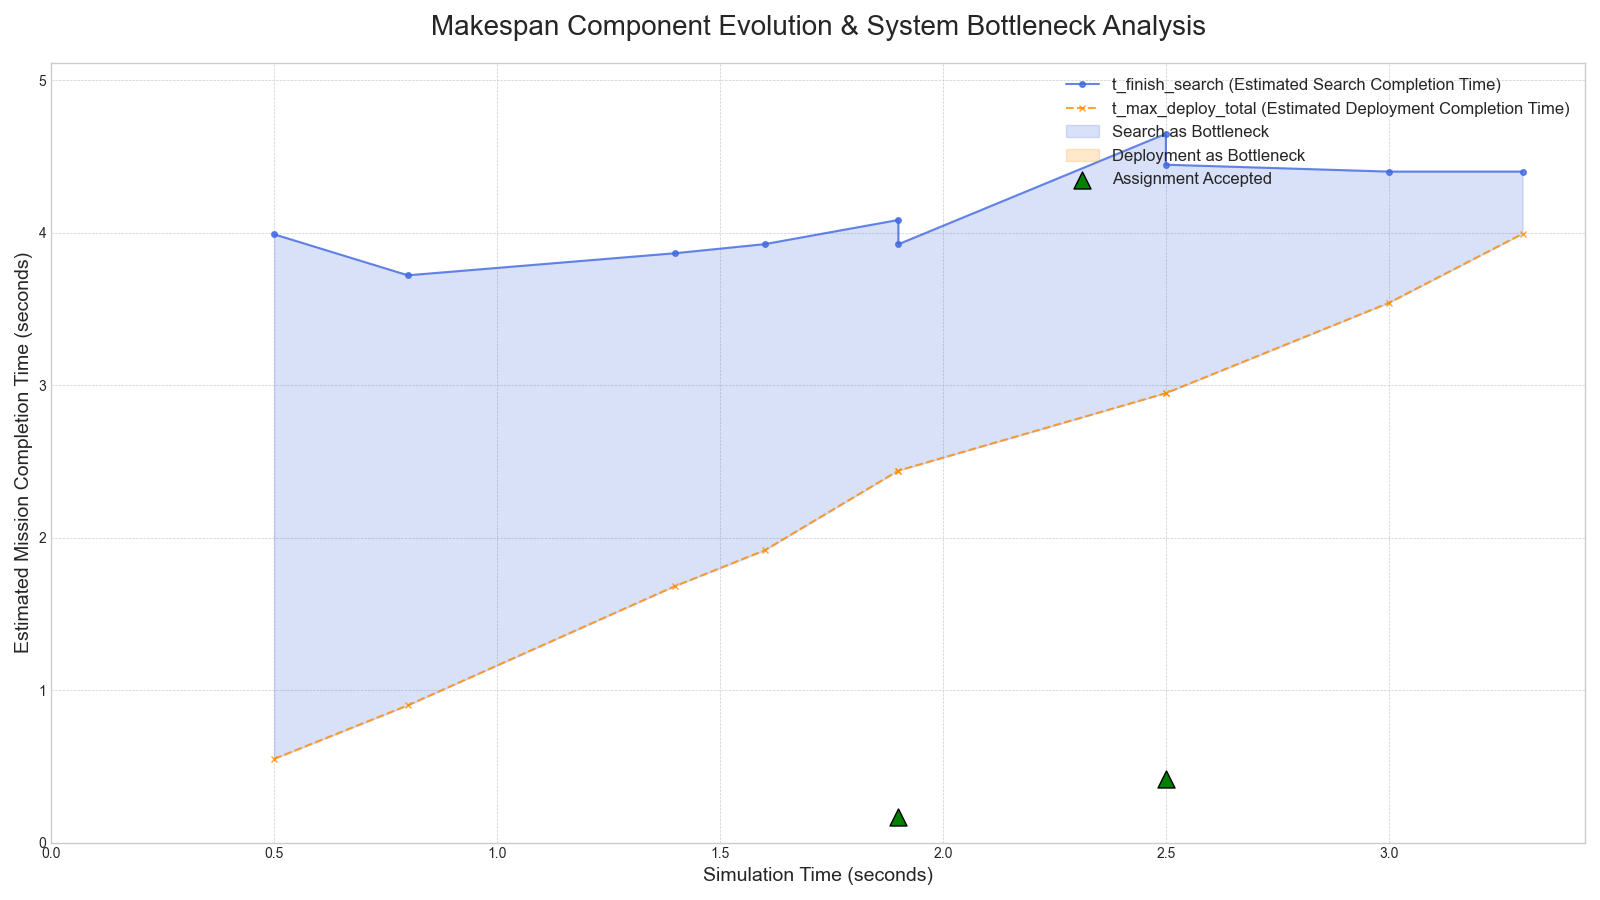 Makespan Component Evolution & System Bottleneck Analysis
t_finish_search (Estimated Search Completion Time)
t_max_deploy_total (Estimated Deployment Completion Time)
Search as Bottleneck
Deployment as Bottleneck
Assignment Accepted
Estimated Mission Completion Time (seconds)
5
4
3
2
1
0
0.0 0.5 1.0 1.5 2.0 2.5 3.0
Simulation Time (seconds)